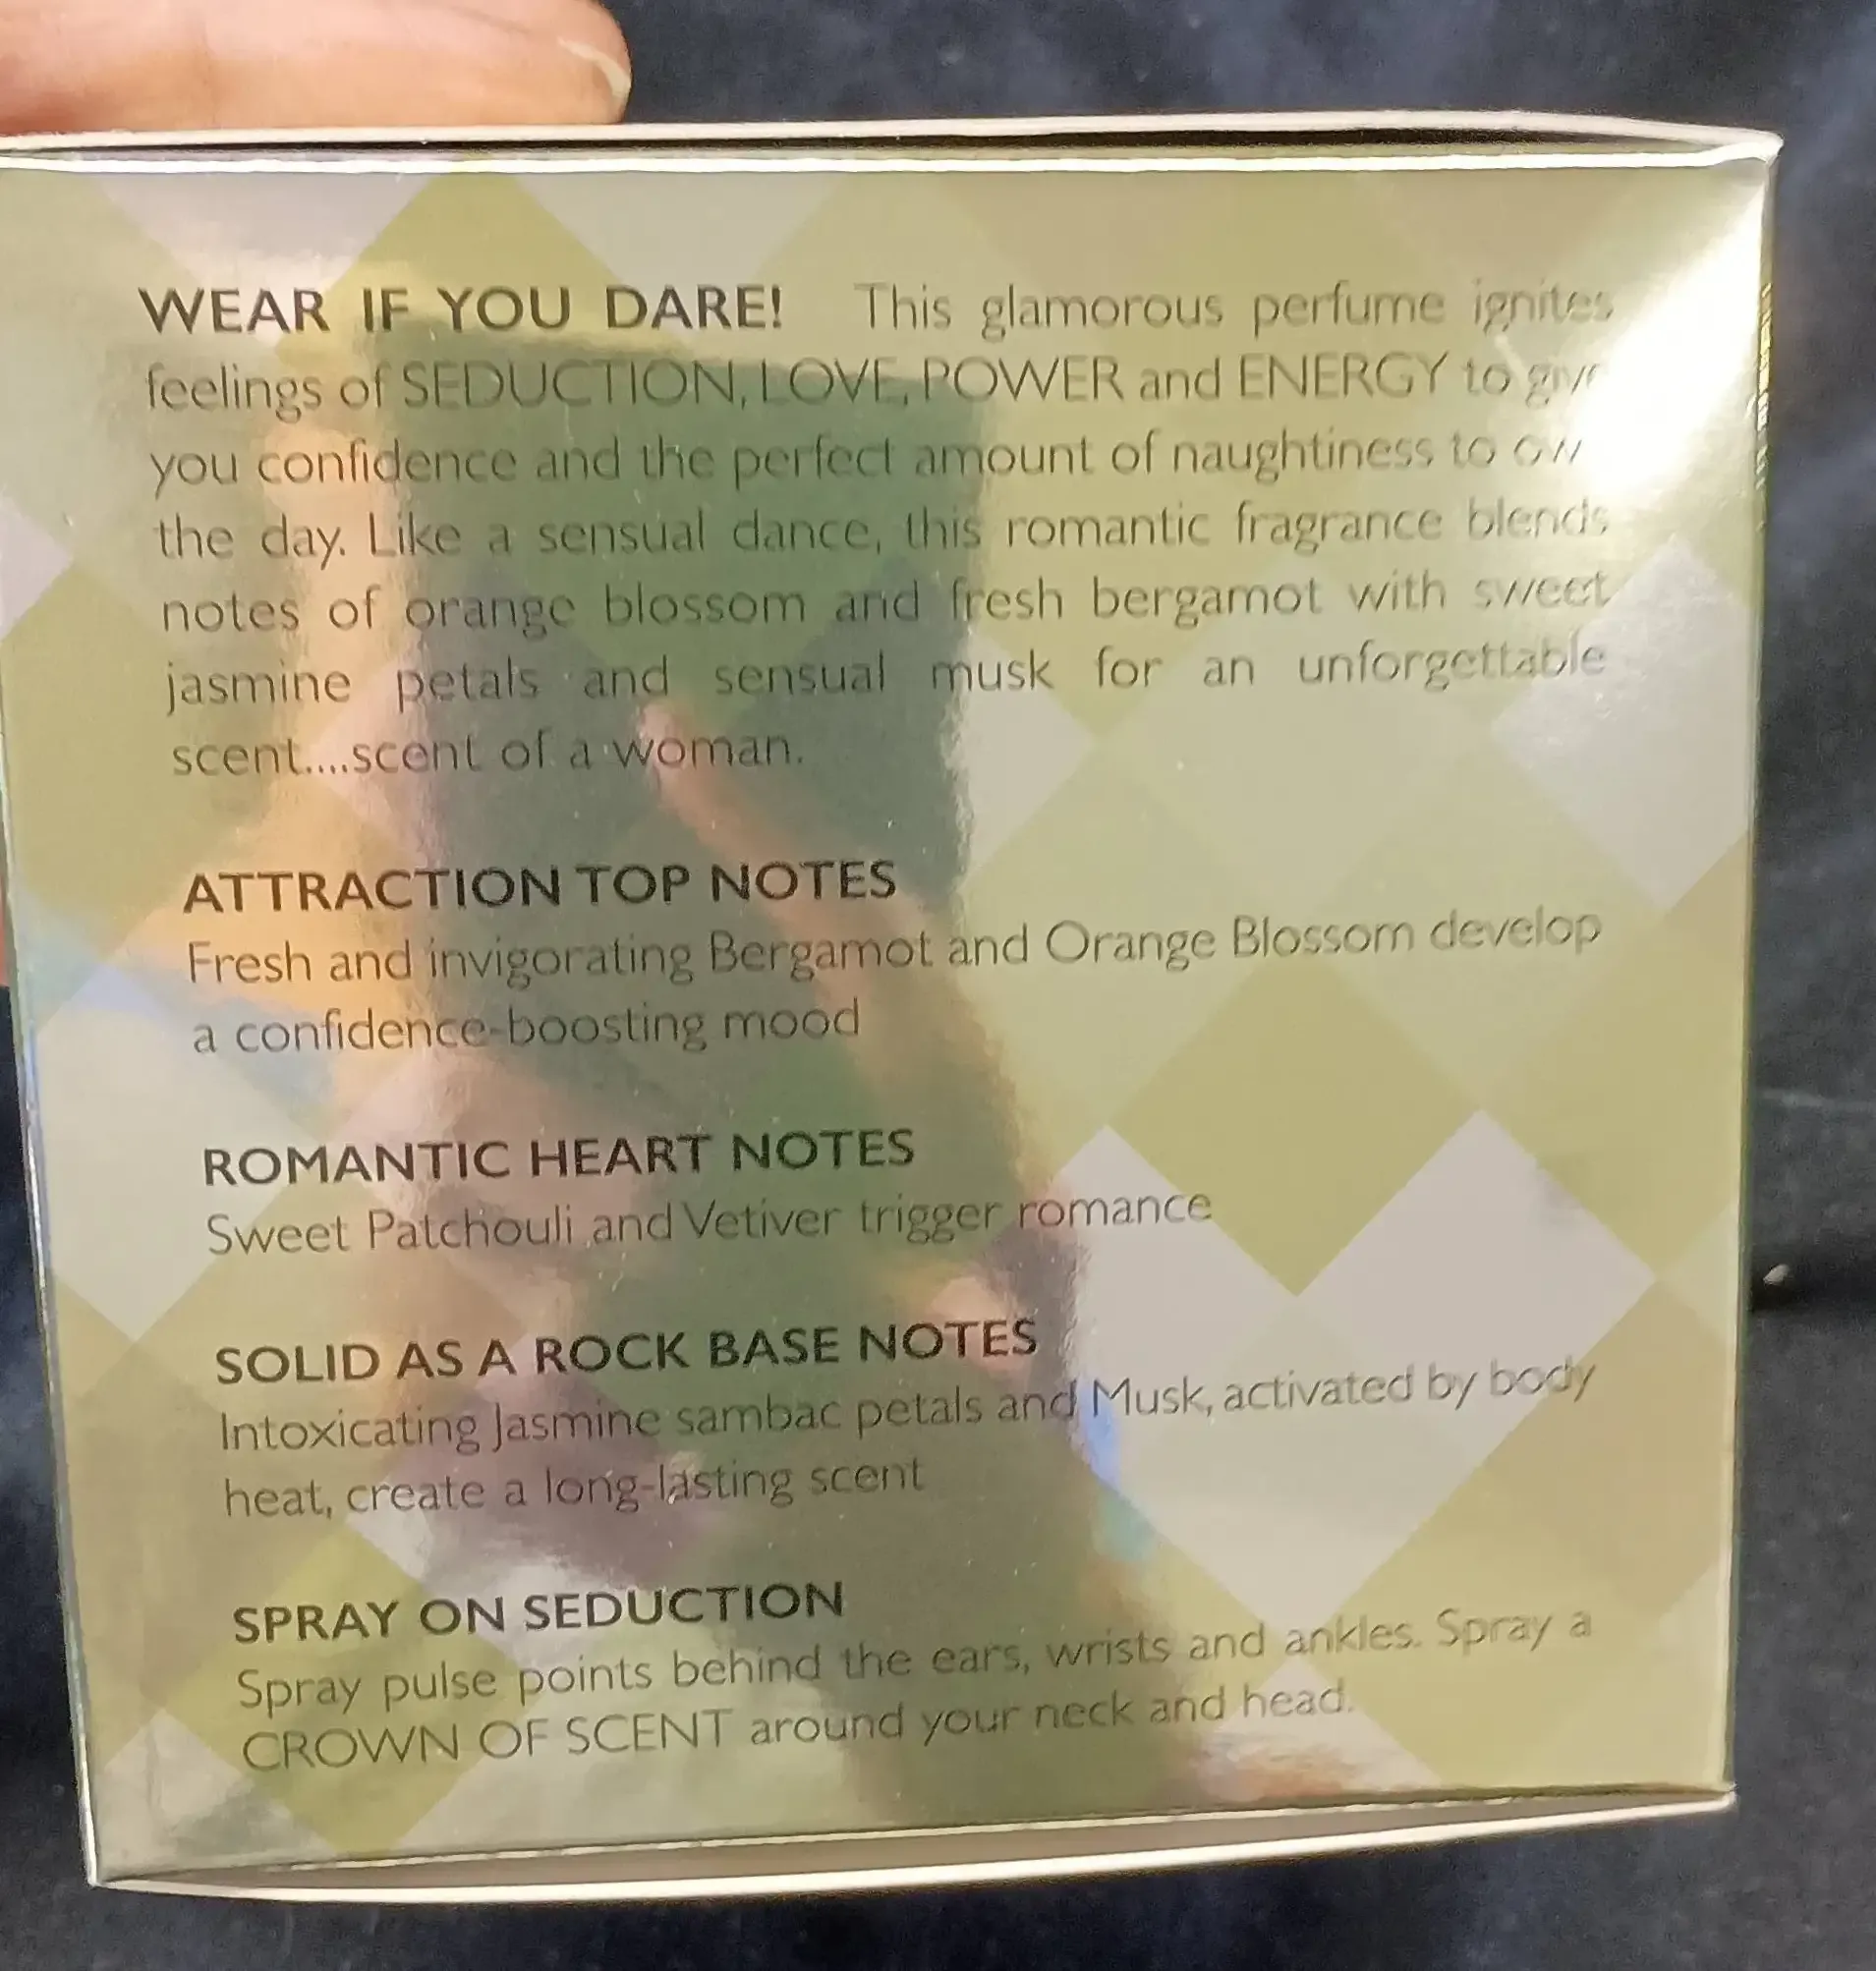 WEAR IF YOU DARE! This glamorous perfume ignites
feelings of SEDUCTION, LOVE, POWER and ENERGY to give
you confidence and the perfect amount of naughtiness to
the day. Like a sensual dance, this romantic fragrance blends
notes of orange blossom and fresh bergamot with sweet
jasmine petals and sensual musk for an unforgettable
scent....scent of a woman.
ATTRACTION TOP NOTES
Fresh and invigorating Bergamot and Orange Blossom develop
a confidence-boosting mood
ROMANTIC HEART NOTES
Sweet Patchouli and Vetiver trigger romance
SOLID AS A ROCK BASE NOTES
Intoxicating Jasmine sambac petals and Musk, activated by body
heat, create a long-lasting scent
SPRAY ON SEDUCTION
Spray pulse points behind the ears, wrists and ankles. Spray a
CROWN OF SCENT around your neck and head.